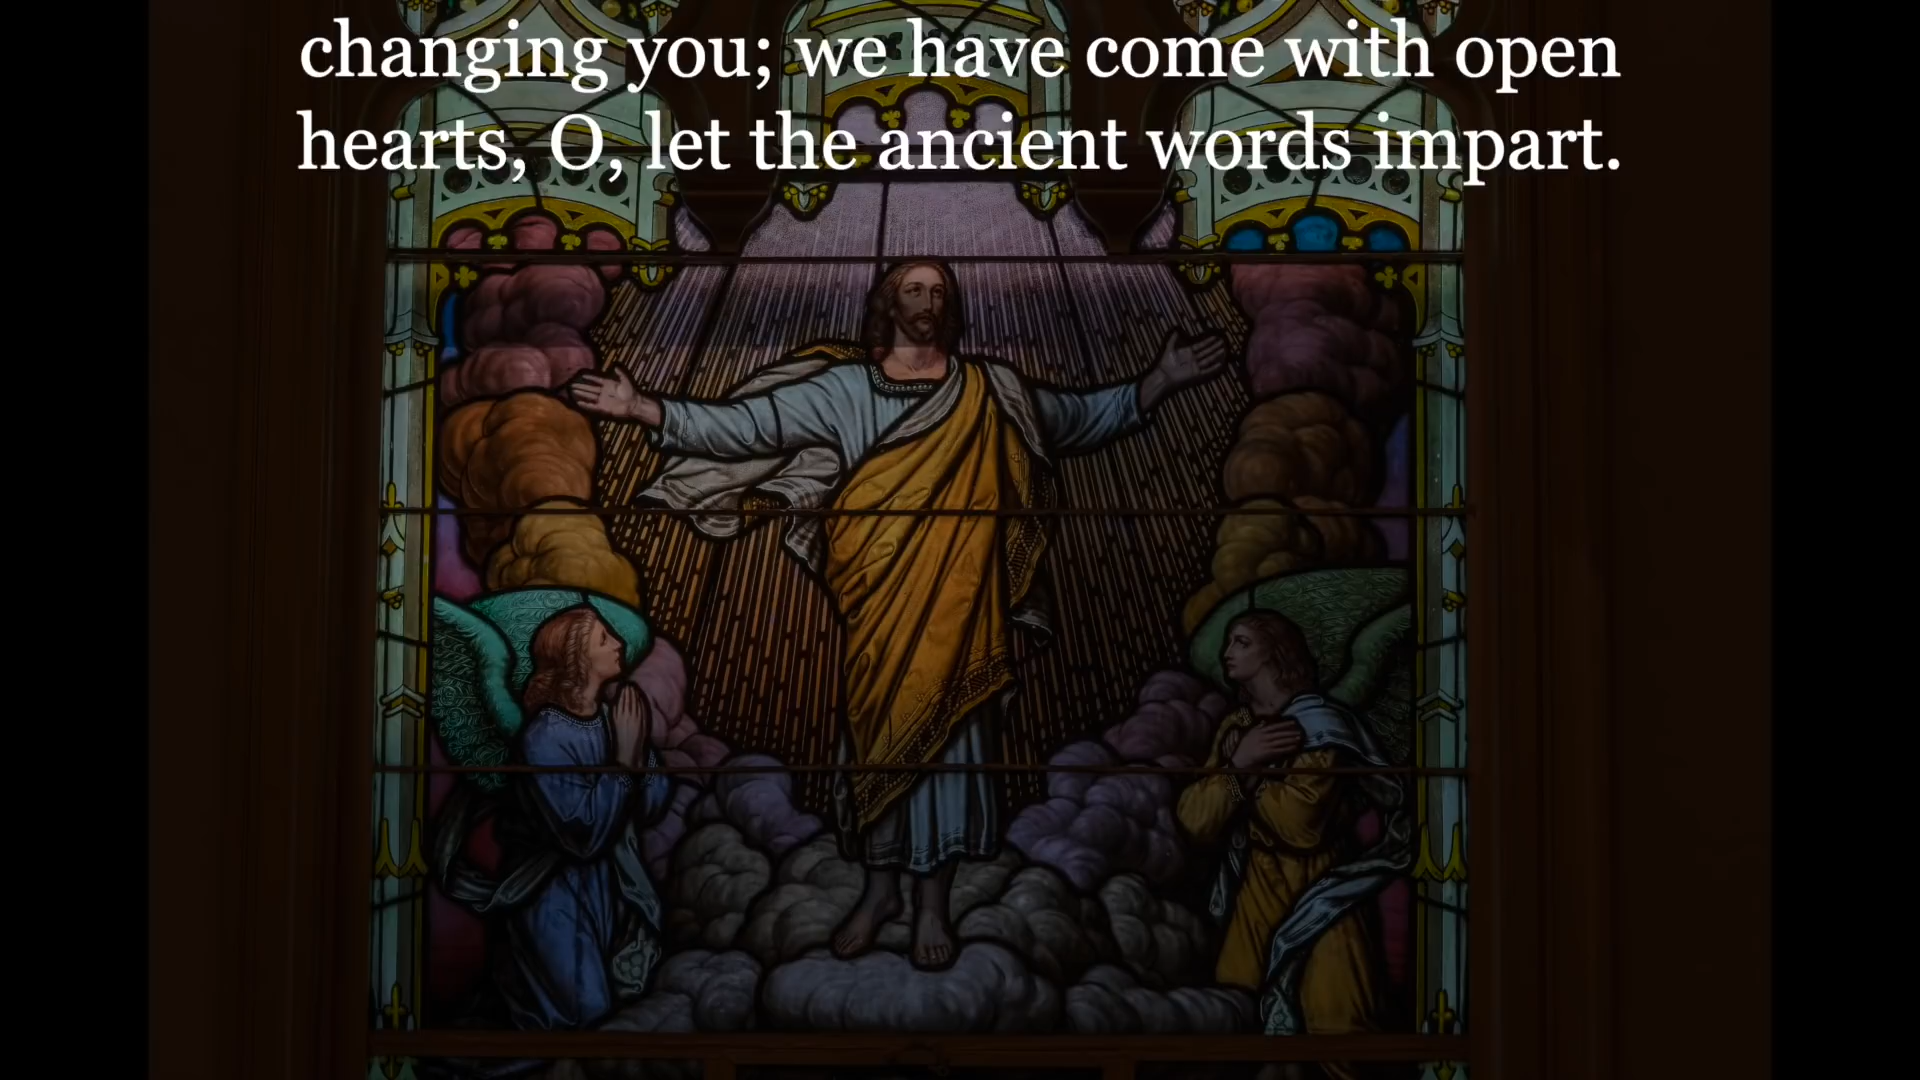 changing you; we have come with open
hearts, O, let the ancient words impart.